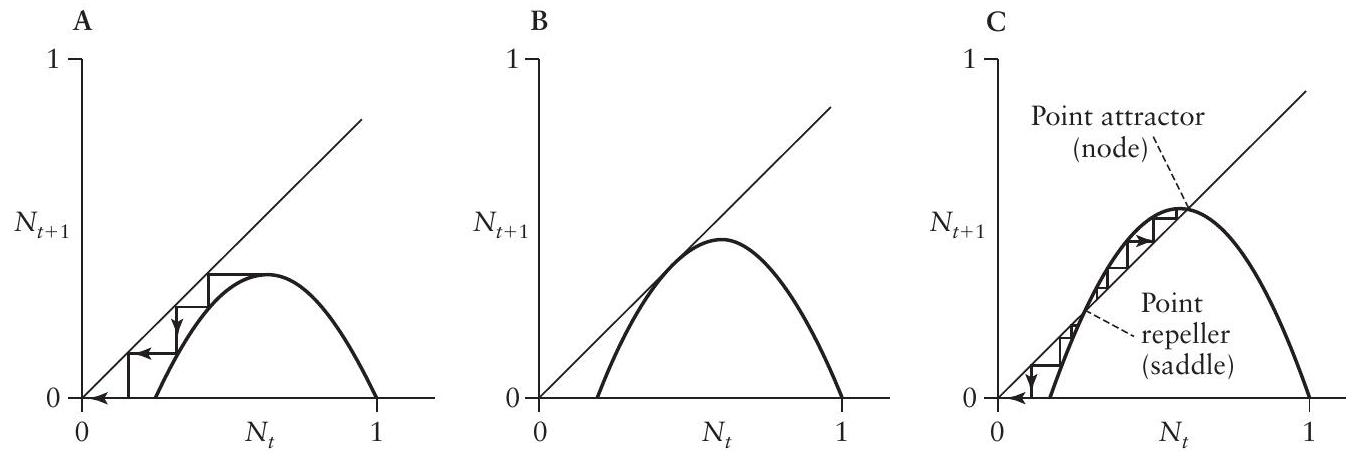 A
1
N_{t+1}
0
0
N_t
1
B
1
N_{t+1}
0
0
N_t
1
C
1
Point attractor
(node)
N_{t+1}
Point
repeller
(saddle)
0
0
N_t
1